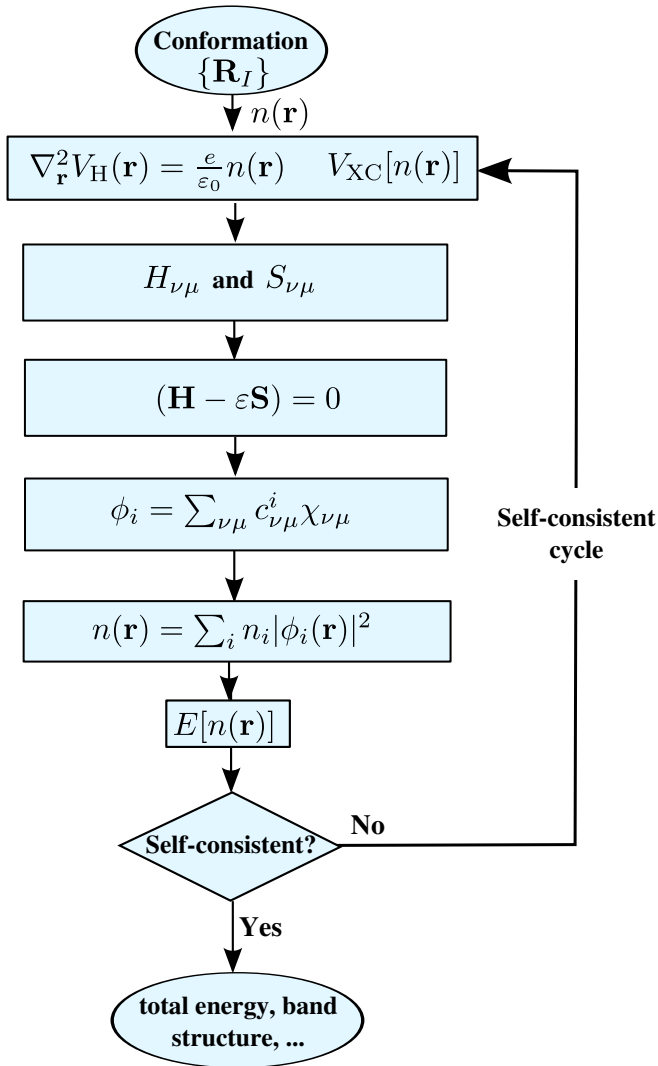 Conformation
{R_I}
n(r)
∇²_r V_H(r) = e/ε₀ n(r)    V_XC[n(r)]
H_νμ and S_νμ
(H − εS) = 0
ϕ_i = ∑_νμ c^i_νμ χ_νμ
Self-consistent
cycle
n(r) = ∑_i n_i|ϕ_i(r)|²
E[n(r)]
Self-consistent?
No
Yes
total energy, band
structure, ...